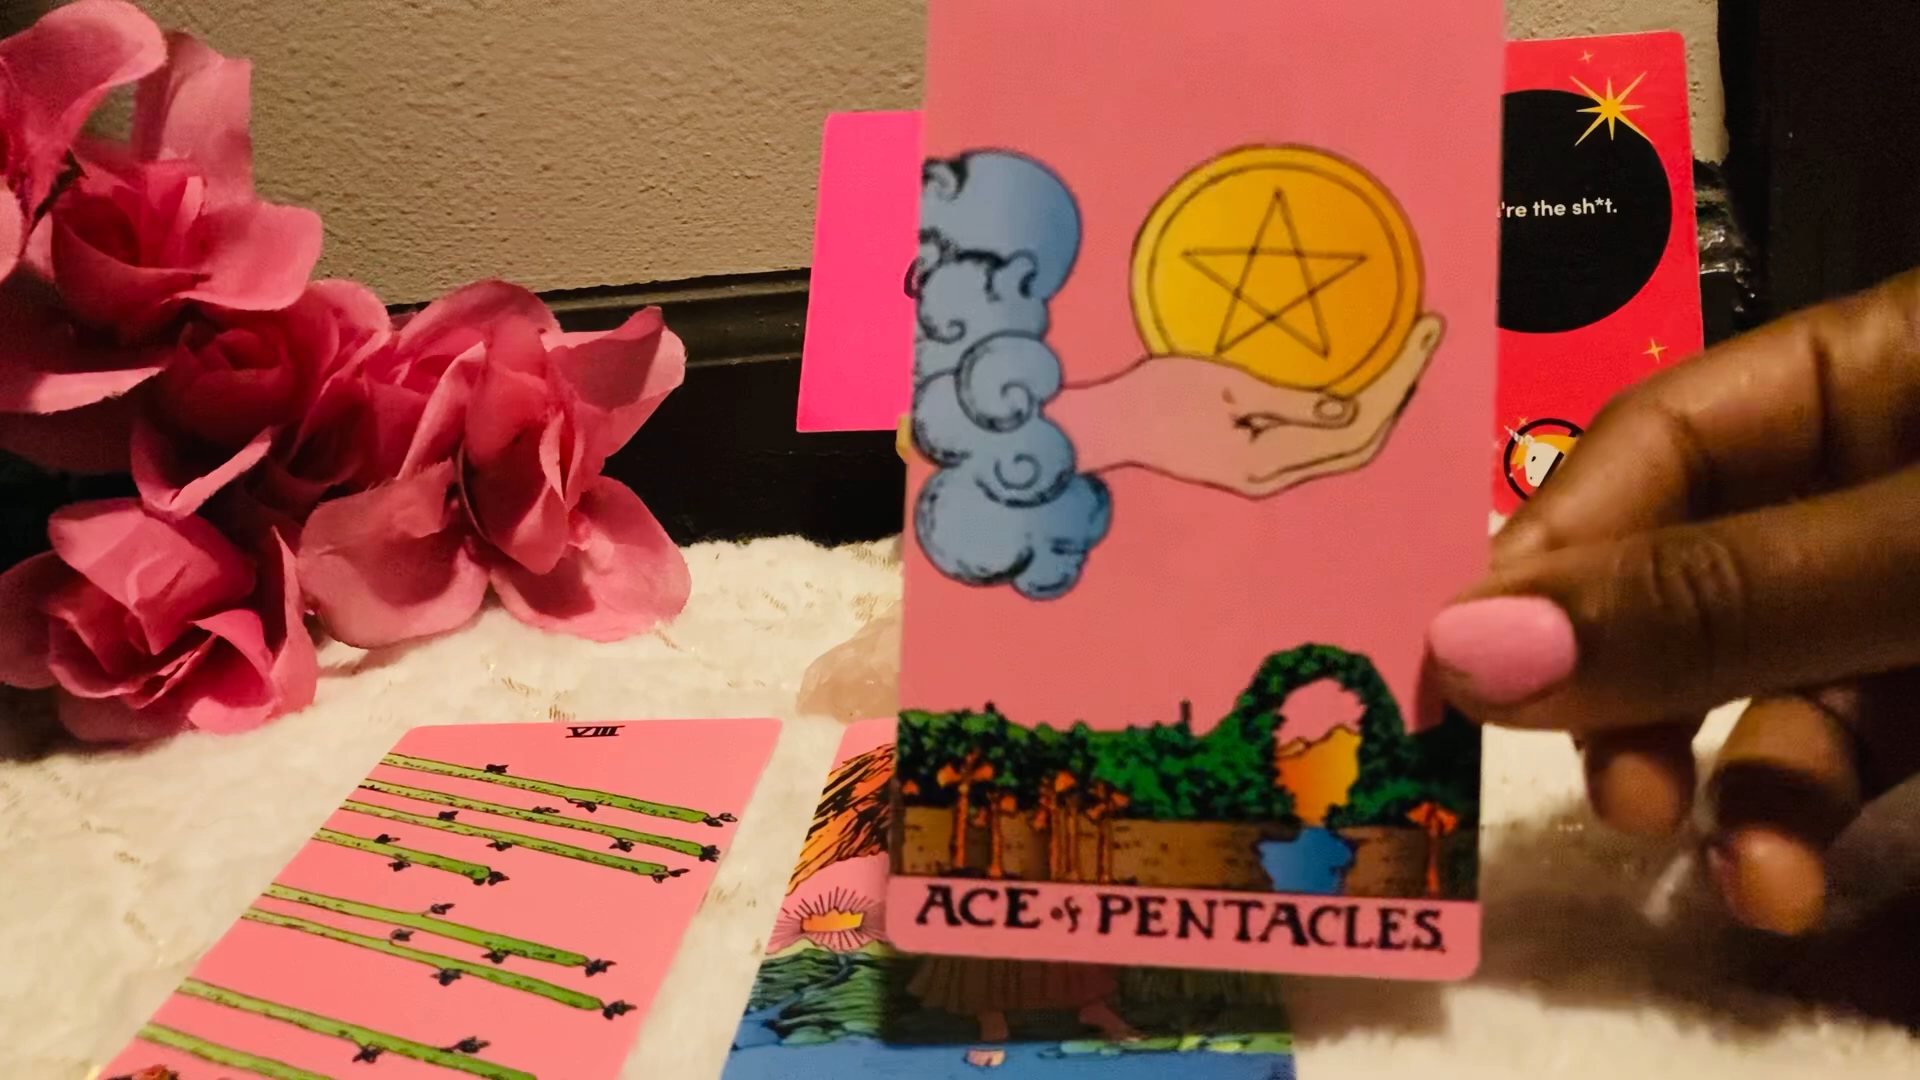 're the sh*t.
VIII
ACE of PENTACLES